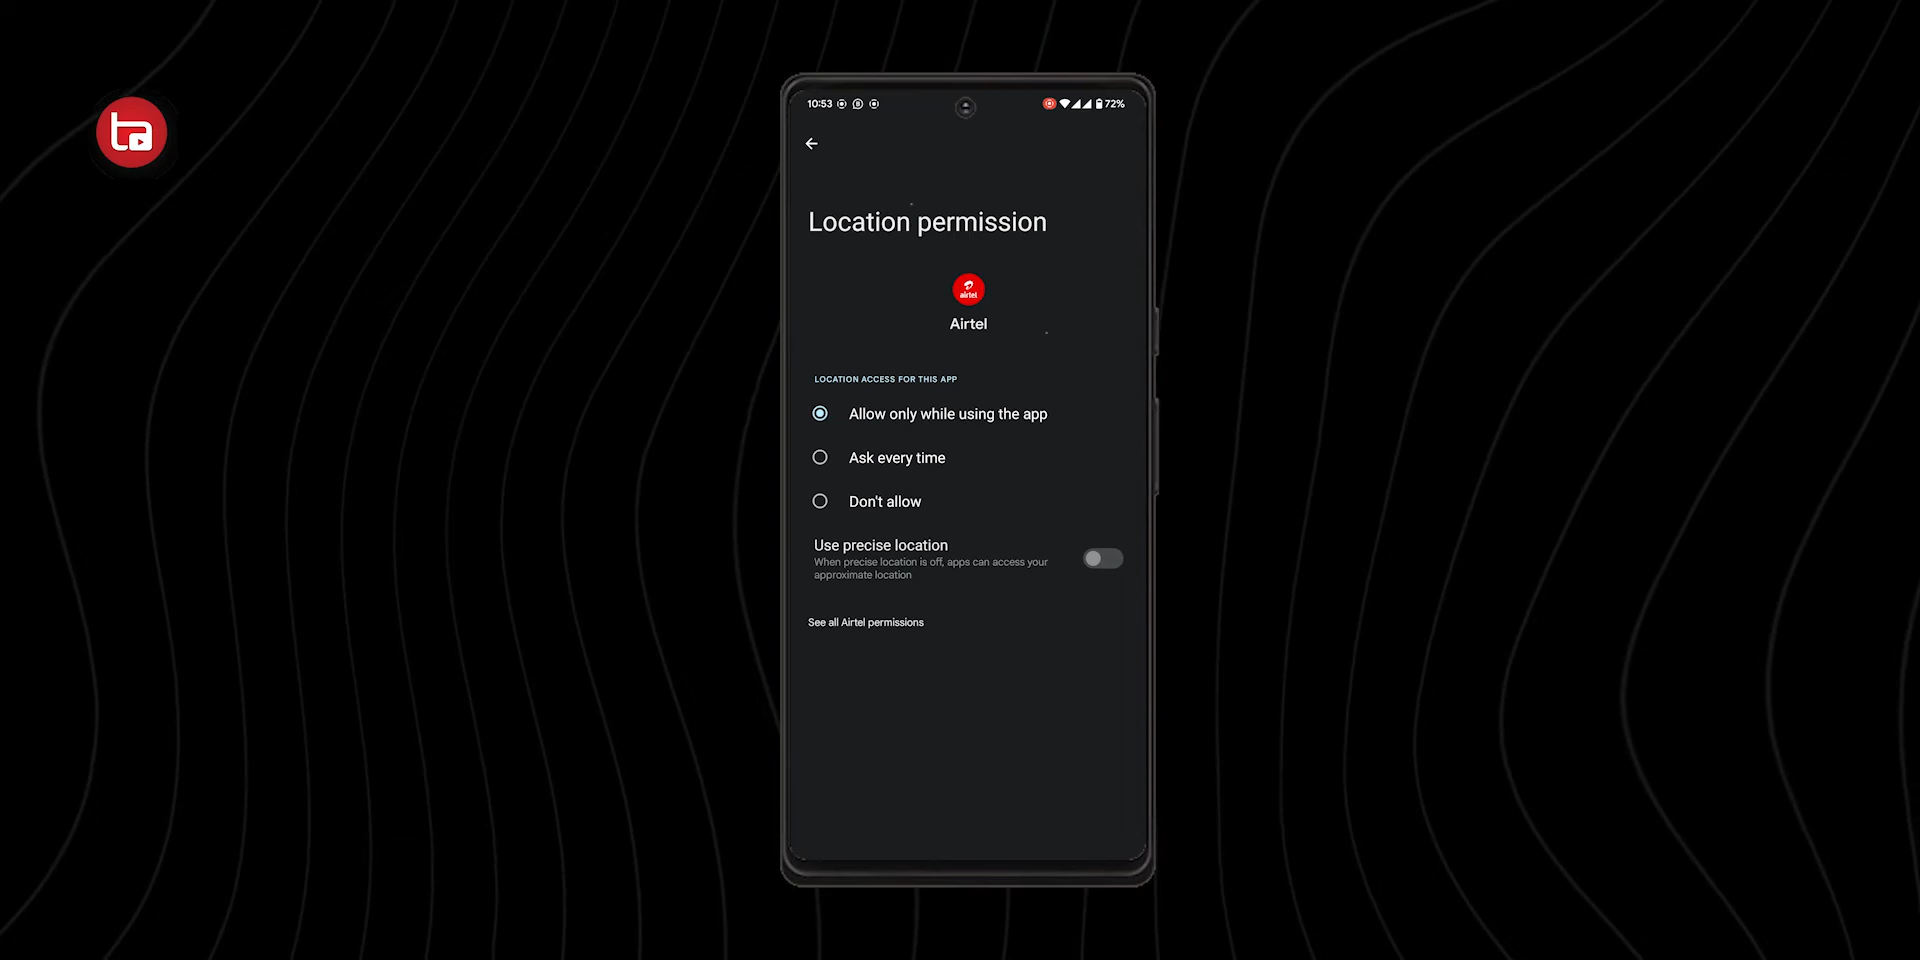 ta
10:53
72%
Location permission
airtel
Airtel
LOCATION ACCESS FOR THIS APP
Allow only while using the app
Ask every time
Don't allow
Use precise location
When precise location is off, apps can access your
approximate location
See all Airtel permissions